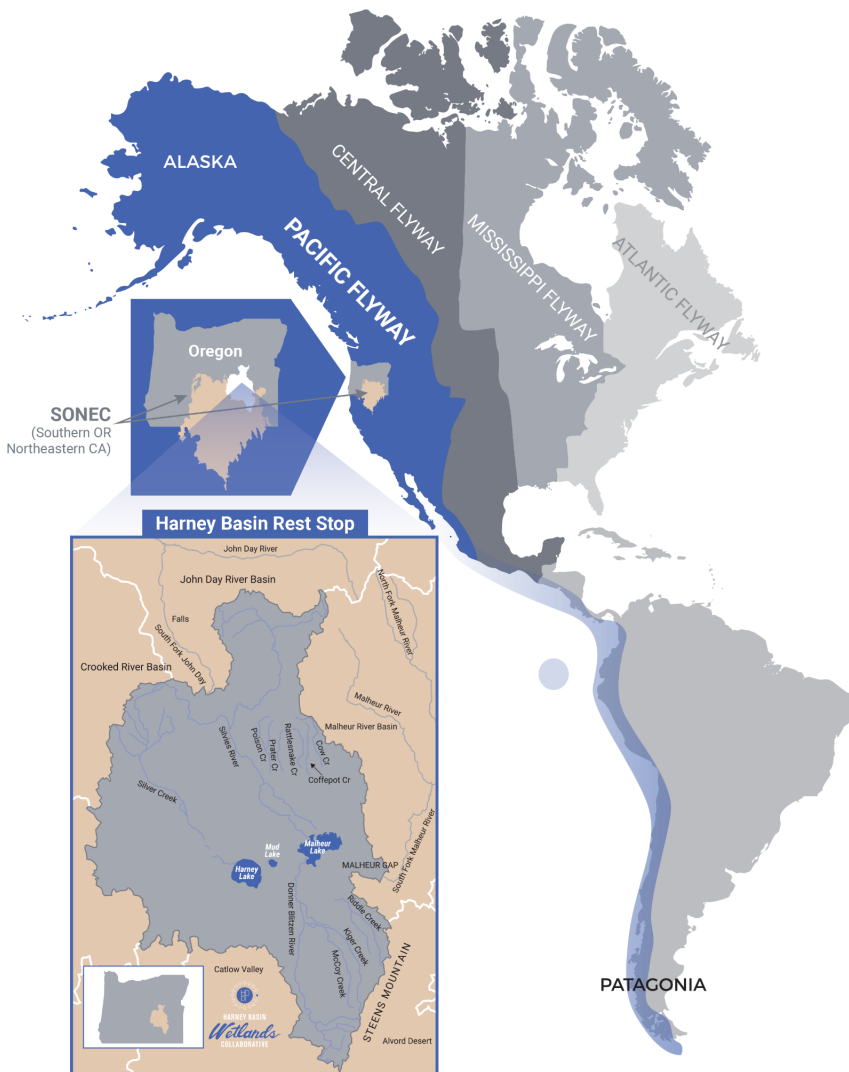 ALASKA
PACIFIC FLYWAY
CENTRAL FLYWAY
MISSISSIPPI FLYWAY
ATLANTIC FLYWAY
Oregon
SONEC
(Southern OR
Northeastern CA)
Harney Basin Rest Stop
John Day River
John Day River Basin
North Fork Malheur River
Falls
South Fork John Day
Crooked River Basin
Malheur River
Malheur River Basin
Silvies River
Poison Cr
Prater Cr
Rattlesnake Cr
Cow Cr
Coffepot Cr
Silver Creek
Mud
Lake
Malheur
Lake
Harney
Lake
MALHEUR GAP
South Fork Malheur River
Donner Blitzen River
Riddle Creek
Kiger Creek
McCoy Creek
STEENS MOUNTAIN
Catlow Valley
HARNEY BASIN
Wetlands
COLLABORATIVE
Alvord Desert
PATAGONIA